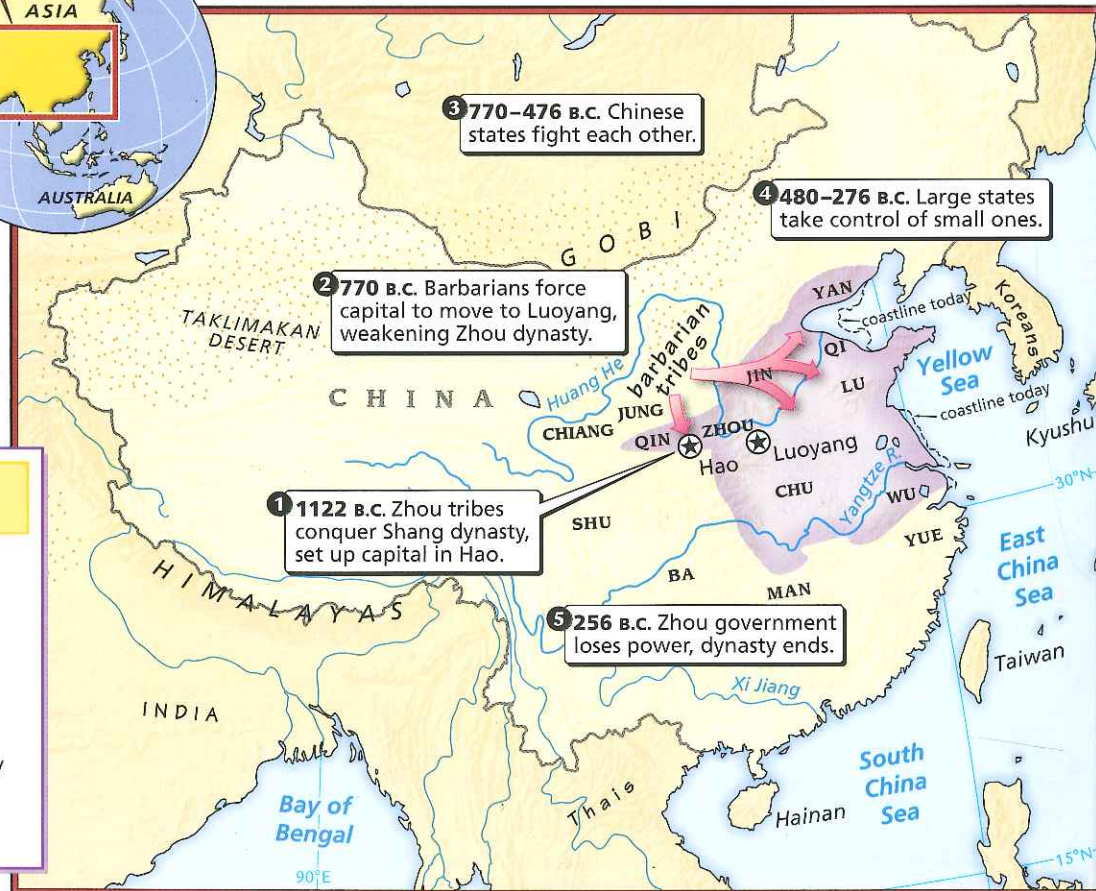 ASIA
AUSTRALIA
❸ 770–476 B.C. Chinese
states fight each other.
❹ 480–276 B.C. Large states
take control of small ones.
❷ 770 B.C. Barbarians force
capital to move to Luoyang,
weakening Zhou dynasty.
GOBI
TAKLIMAKAN
DESERT
CHINA
Huang He
barbarian
tribes
YAN
coastline today
Koreans
JIN
QI
LU
Yellow
Sea
coastline today
Kyushu
JUNG
CHIANG
QIN
ZHOU
Hao
Luoyang
CHU
Yangtze R.
WU
30°N
❶ 1122 B.C. Zhou tribes
conquer Shang dynasty,
set up capital in Hao.
SHU
YUE
East
China
Sea
HIMALAYAS
BA
MAN
❺ 256 B.C. Zhou government
loses power, dynasty ends.
Taiwan
Xi Jiang
INDIA
South
China
Sea
Thais
Hainan
Bay of
Bengal
90°E
15°N